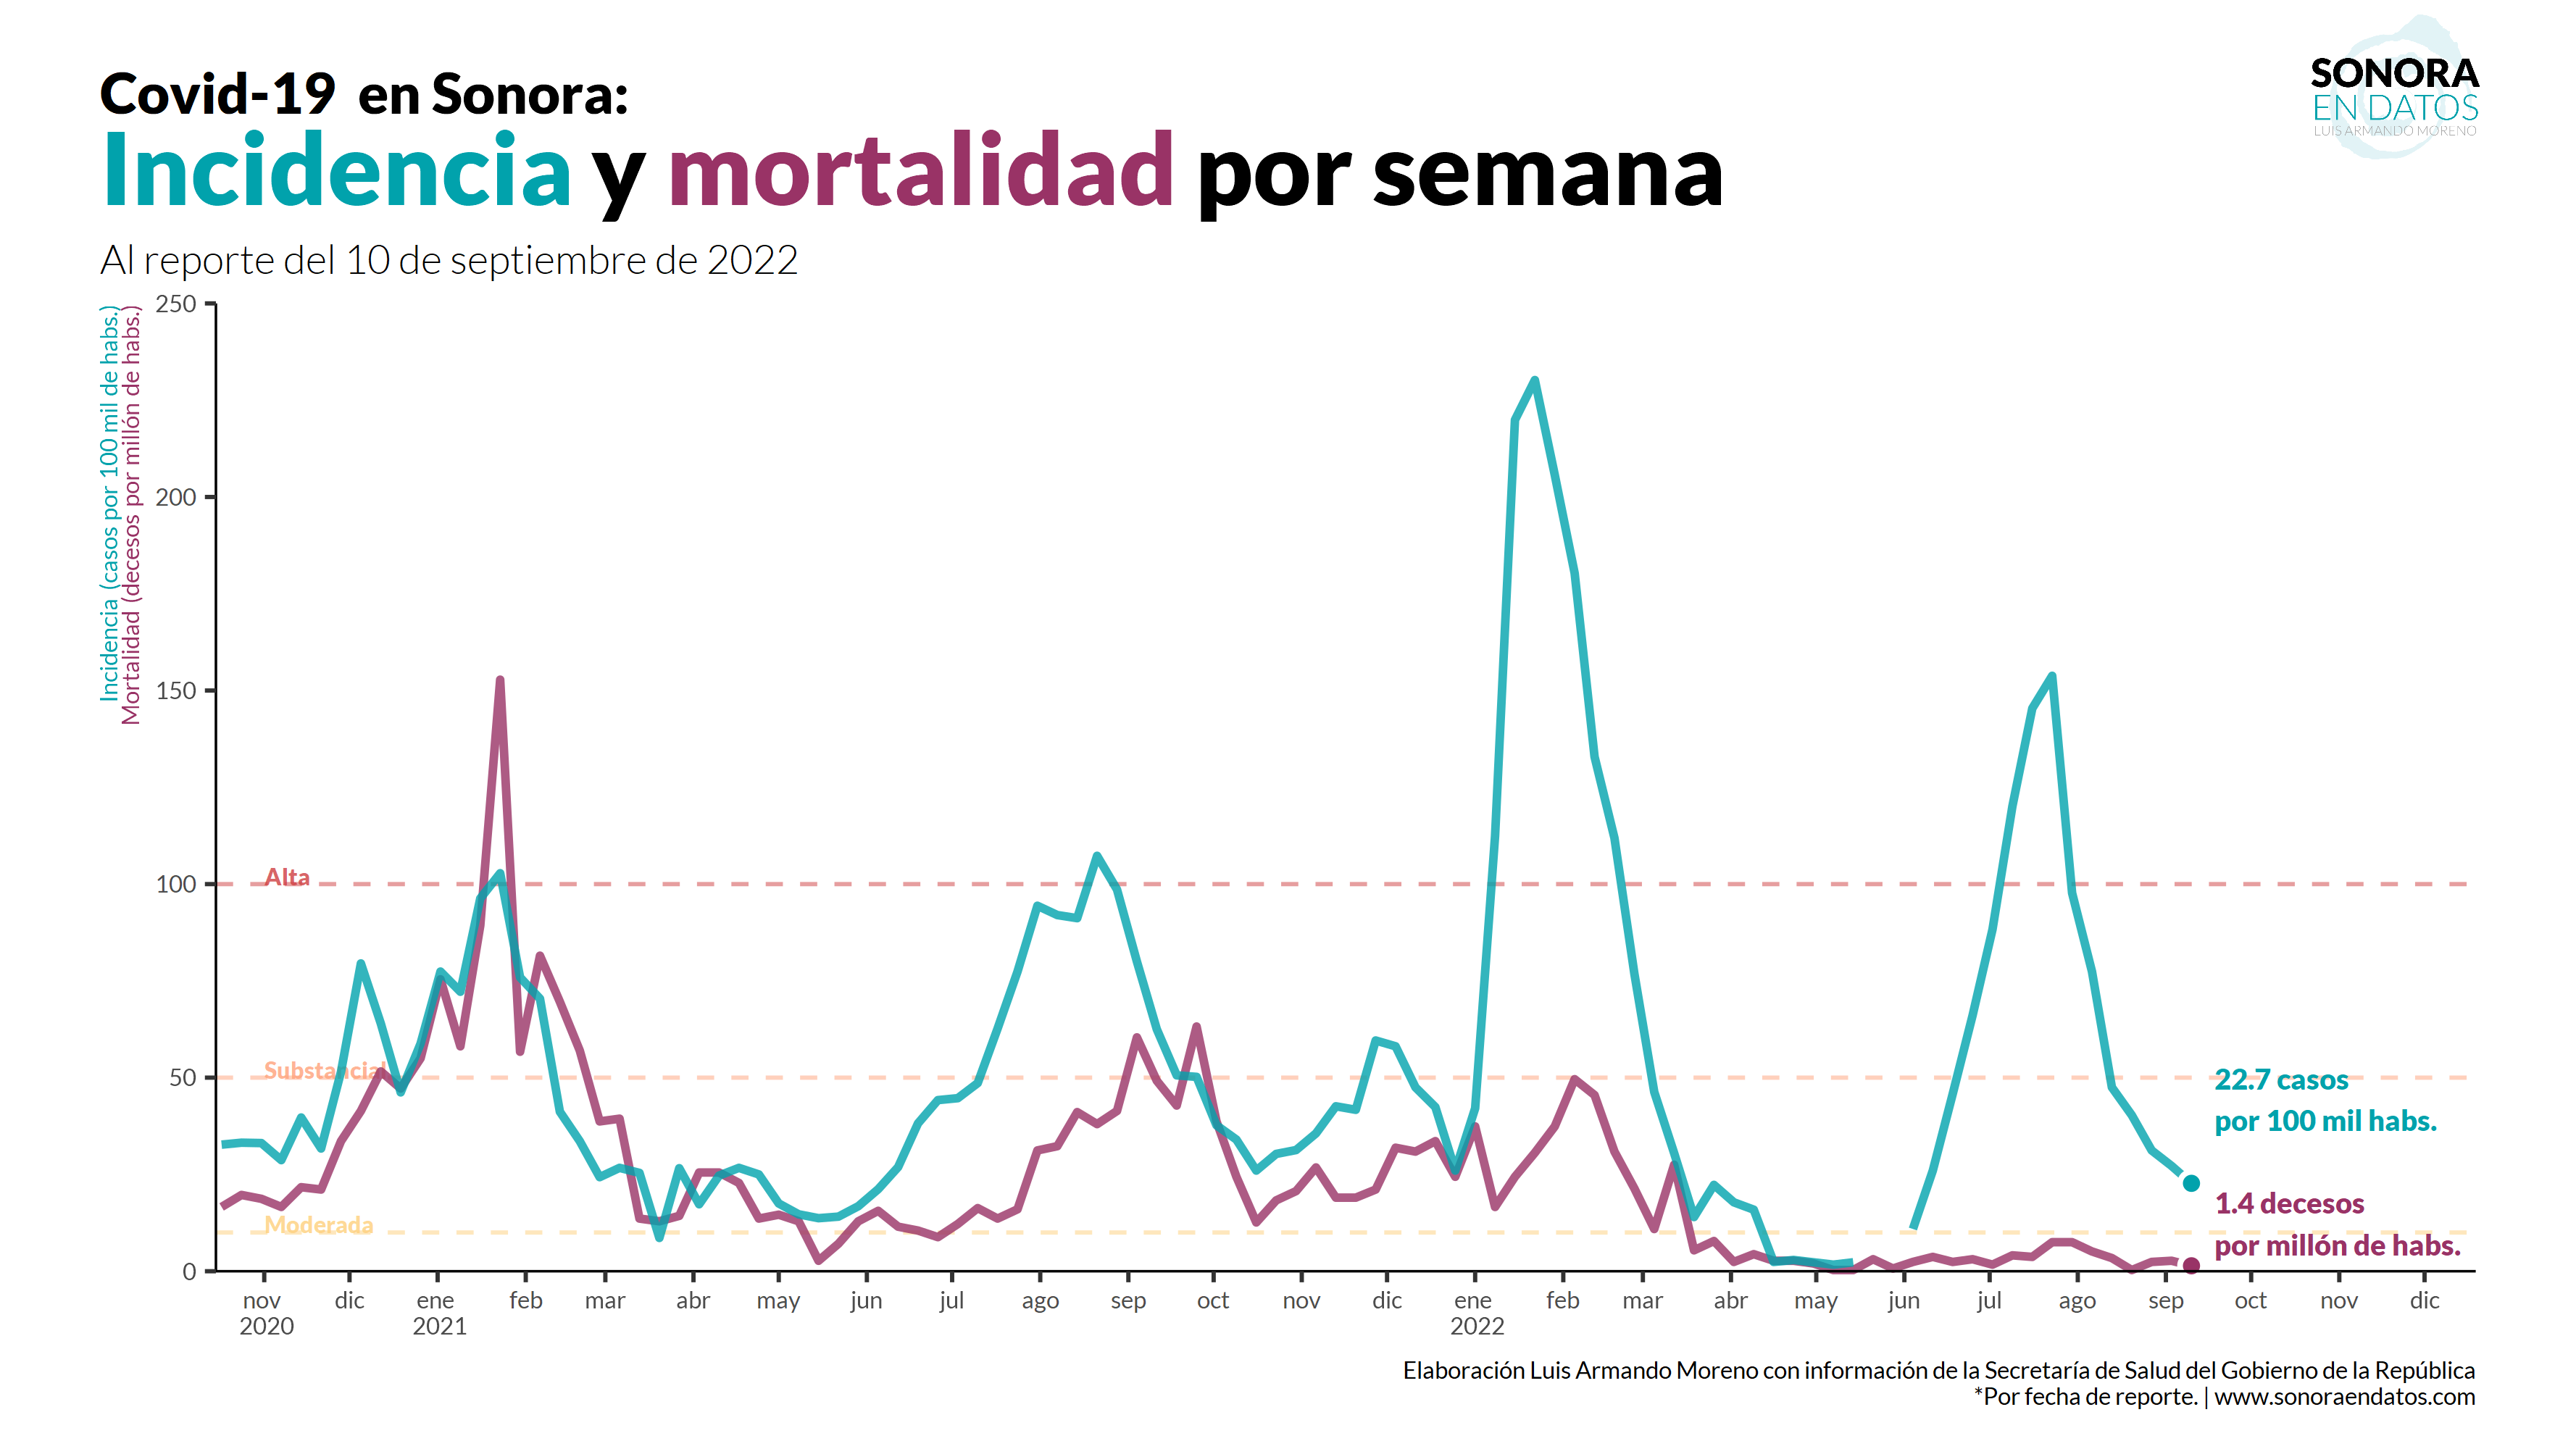 Covid-19 en Sonora:
Incidencia y mortalidad por semana
Al reporte del 10 de septiembre de 2022
SONORA
EN DATOS
LUIS ARMANDO MORENO
Incidencia (casos por 100 mil de habs.)
Mortalidad (decesos por millón de habs.)
250
200
150
100
50
0
Alta
Substancial
Moderada
22.7 casos
por 100 mil habs.
1.4 decesos
por millón de habs.
nov dic ene feb mar abr may jun jul ago sep oct nov dic ene feb mar abr may jun jul ago sep oct nov dic
2020 2021 2022
Elaboración Luis Armando Moreno con información de la Secretaría de Salud del Gobierno de la República
*Por fecha de reporte. | www.sonoraendatos.com